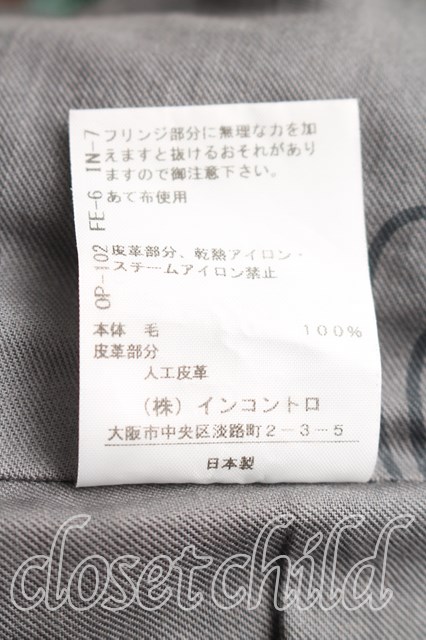 フリンジ部分に無理な力を加
えますと抜けるおそれがあり
ますので御注意下さい。
あて布使用
皮革部分、乾熱アイロン・
スチームアイロン禁止
本体 毛 100%
皮革部分
人工皮革
(株)インコントロ
大阪市中央区淡路町2-3-5
日本製
OP-102 FE-6 IN-7
closet child